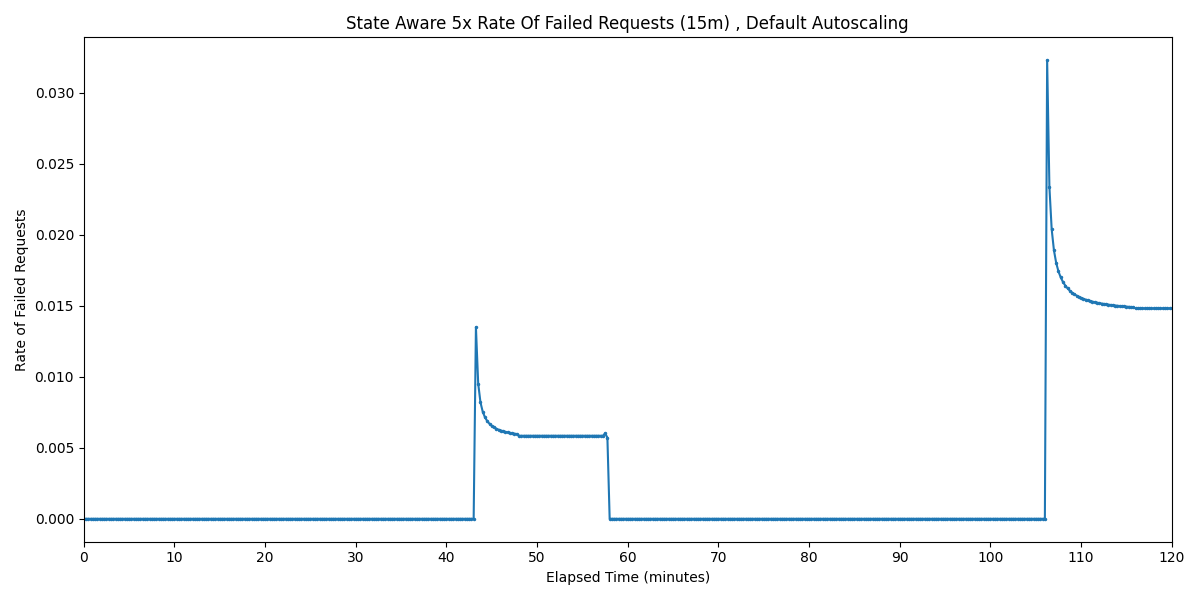 State Aware 5x Rate Of Failed Requests (15m) , Default Autoscaling
0.030
0.025
0.020
0.015
0.010
0.005
0.000
Rate of Failed Requests
0 10 20 30 40 50 60 70 80 90 100 110 120
Elapsed Time (minutes)